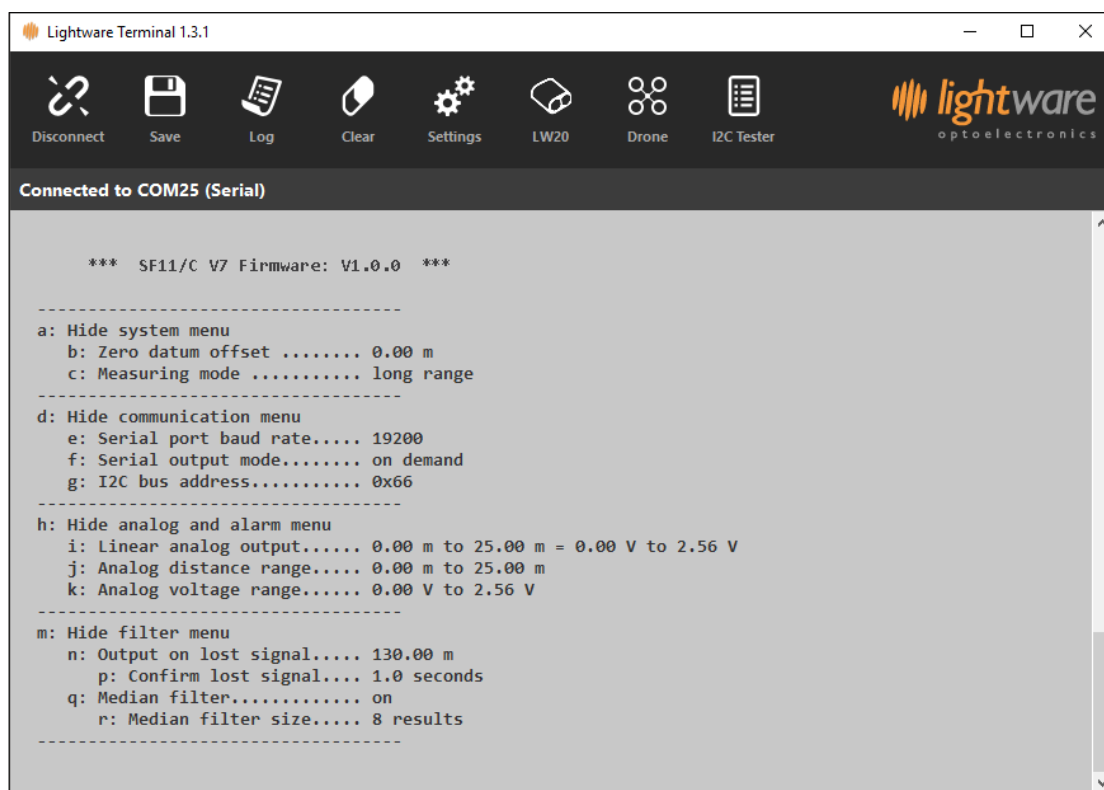 Lightware Terminal 1.3.1
Disconnect Save Log Clear Settings LW20 Drone I2C Tester
lightware
optoelectronics
Connected to COM25 (Serial)
*** SF11/C V7 Firmware: V1.0.0 ***
------------------------------------
a: Hide system menu
b: Zero datum offset ........ 0.00 m
c: Measuring mode ........... long range
------------------------------------
d: Hide communication menu
e: Serial port baud rate..... 19200
f: Serial output mode........ on demand
g: I2C bus address........... 0x66
------------------------------------
h: Hide analog and alarm menu
i: Linear analog output...... 0.00 m to 25.00 m = 0.00 V to 2.56 V
j: Analog distance range..... 0.00 m to 25.00 m
k: Analog voltage range...... 0.00 V to 2.56 V
------------------------------------
m: Hide filter menu
n: Output on lost signal..... 130.00 m
p: Confirm lost signal.... 1.0 seconds
q: Median filter............. on
r: Median filter size..... 8 results
------------------------------------